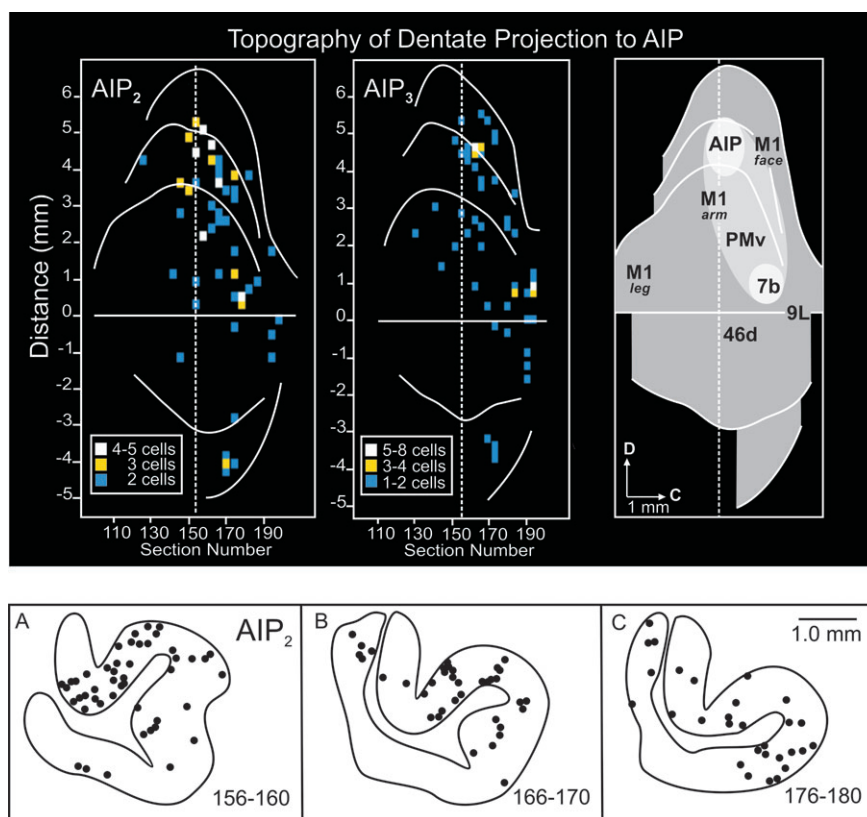 Topography of Dentate Projection to AIP
AIP2
6
5
4
3
2
1
0
-1
-2
-3
-4
-5
Distance (mm)
4-5 cells
3 cells
2 cells
110 130 150 170 190
Section Number
AIP3
6
5
4
3
2
1
0
-1
-2
-3
-4
-5
5-8 cells
3-4 cells
1-2 cells
110 130 150 170 190
Section Number
AIP
M1
face
M1
arm
PMv
M1
leg
7b
9L
46d
D
C
1 mm
A
AIP2
156-160
B
166-170
C
1.0 mm
176-180